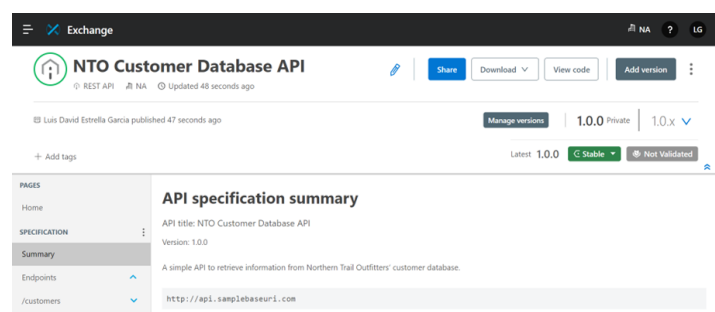 Exchange
NA
?
LG
NTO Customer Database API
Share
Download
View code
Add version
REST API NA Updated 48 seconds ago
Luis David Estrella Garcia published 47 seconds ago
Manage versions
1.0.0 Private
1.0.x
+ Add tags
Latest 1.0.0
Stable
Not Validated
PAGES
Home
SPECIFICATION
Summary
Endpoints
/customers
API specification summary
API title: NTO Customer Database API
Version: 1.0.0
A simple API to retrieve information from Northern Trail Outfitters' customer database.
http://api.samplebaseuri.com